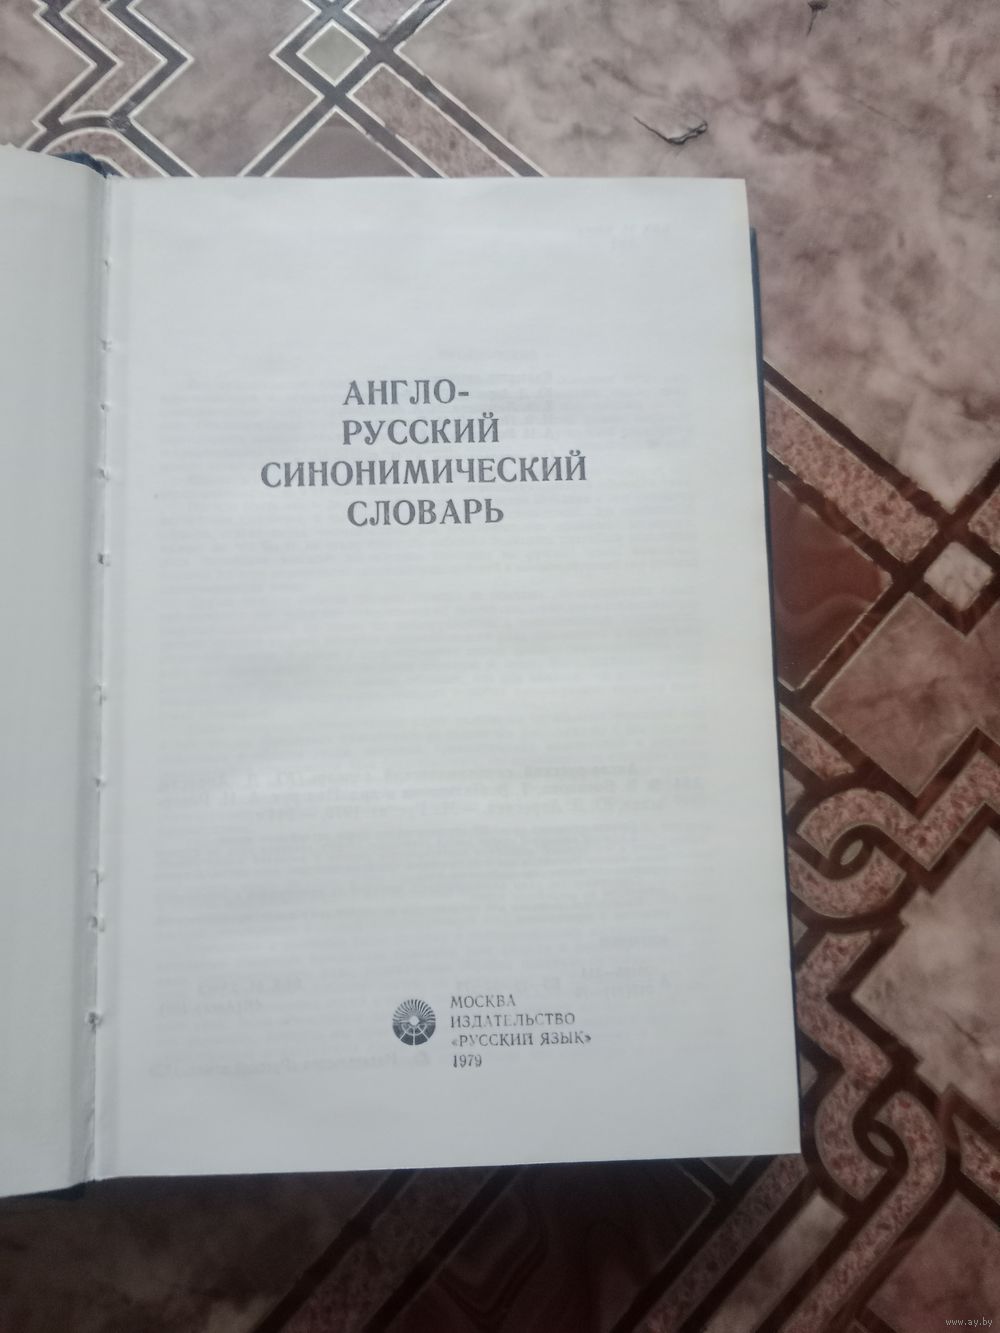 АНГЛО-
РУССКИЙ
СИНОНИМИЧЕСКИЙ
СЛОВАРЬ
МОСКВА
ИЗДАТЕЛЬСТВО
«РУССКИЙ ЯЗЫК»
1979
www.ay.by